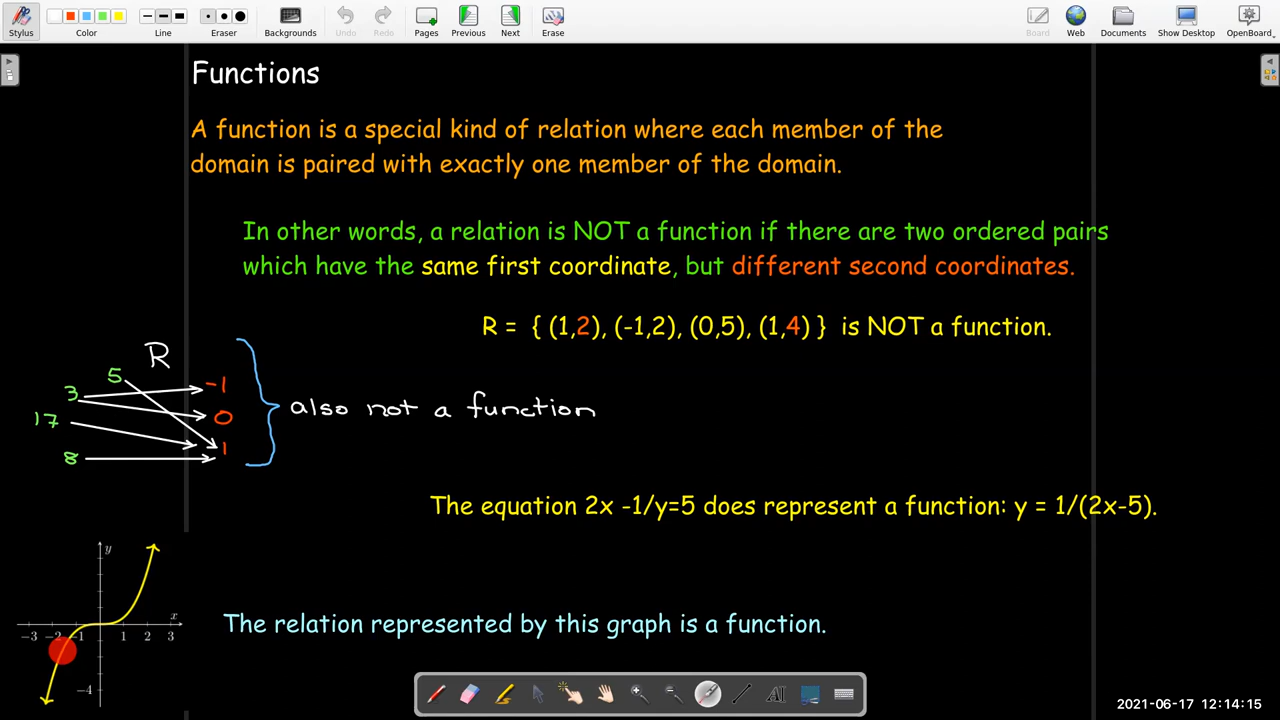 Stylus Color Line Eraser Backgrounds Undo Redo Pages Previous Next Erase Board Web Documents Show Desktop OpenBoard
Functions
A function is a special kind of relation where each member of the
domain is paired with exactly one member of the domain.
In other words, a relation is NOT a function if there are two ordered pairs
which have the same first coordinate, but different second coordinates.
R = { (1,2), (-1,2), (0,5), (1,4) } is NOT a function.
R
5
3
17
8
-1
0
1
also not a function
The equation 2x -1/y=5 does represent a function: y = 1/(2x-5).
y
x
−3 −2 −1 1 2 3
−4
The relation represented by this graph is a function.
AI
2021-06-17 12:14:15